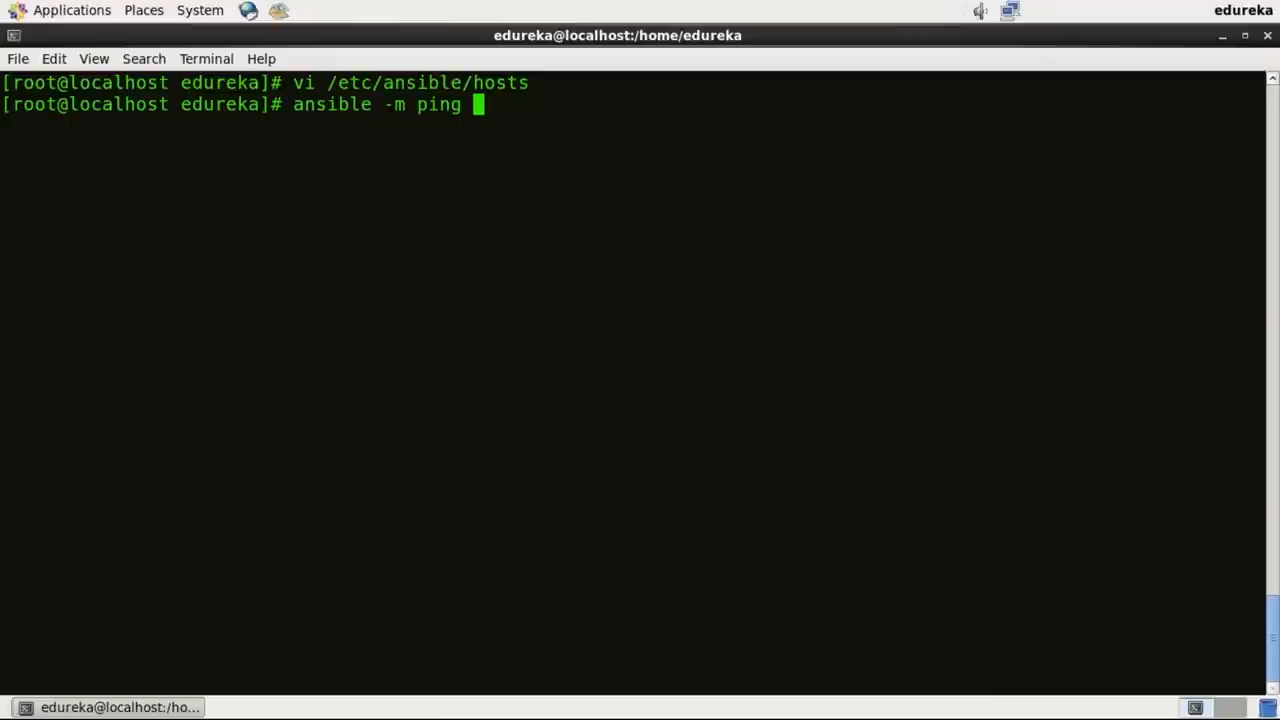 Applications Places System edureka
edureka@localhost:/home/edureka
File Edit View Search Terminal Help
[root@localhost edureka]# vi /etc/ansible/hosts
[root@localhost edureka]# ansible -m ping
edureka@localhost:/ho...